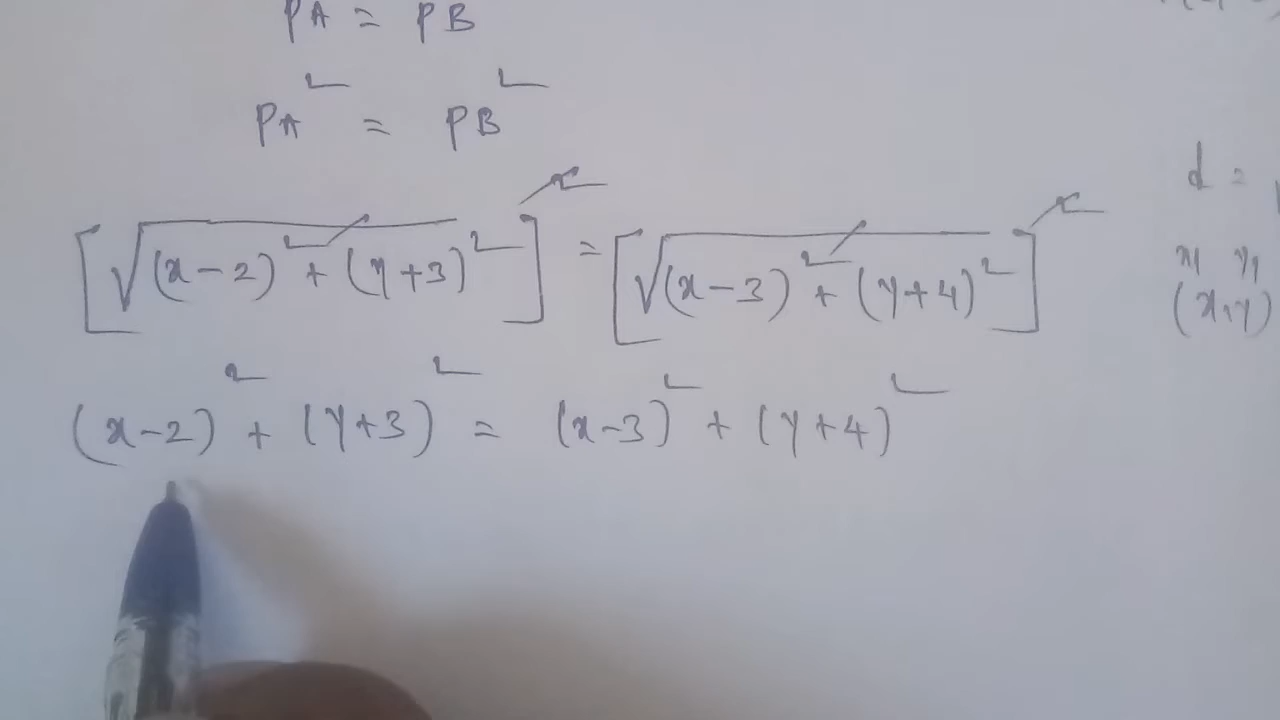 PA = PB
PA² = PB²
[√(x-2)² + (y+3)²]² = [√(x-3)² + (y+4)²]²
(x-2)² + (y+3)² = (x-3)² + (y+4)²
d =
x₁ y₁
(x,y)